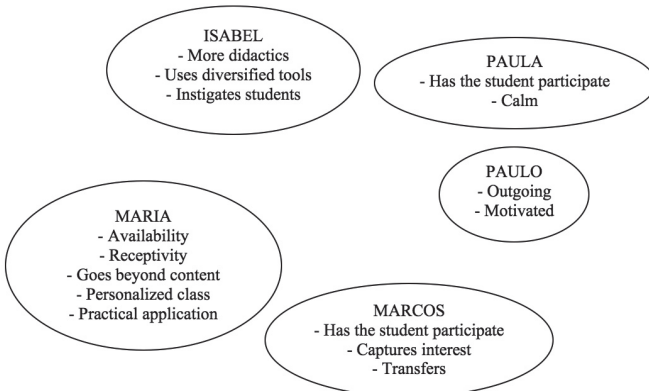 ISABEL
- More didactics
- Uses diversified tools
- Instigates students
PAULA
- Has the student participate
- Calm
PAULO
- Outgoing
- Motivated
MARIA
- Availability
- Receptivity
- Goes beyond content
- Personalized class
- Practical application
MARCOS
- Has the student participate
- Captures interest
- Transfers